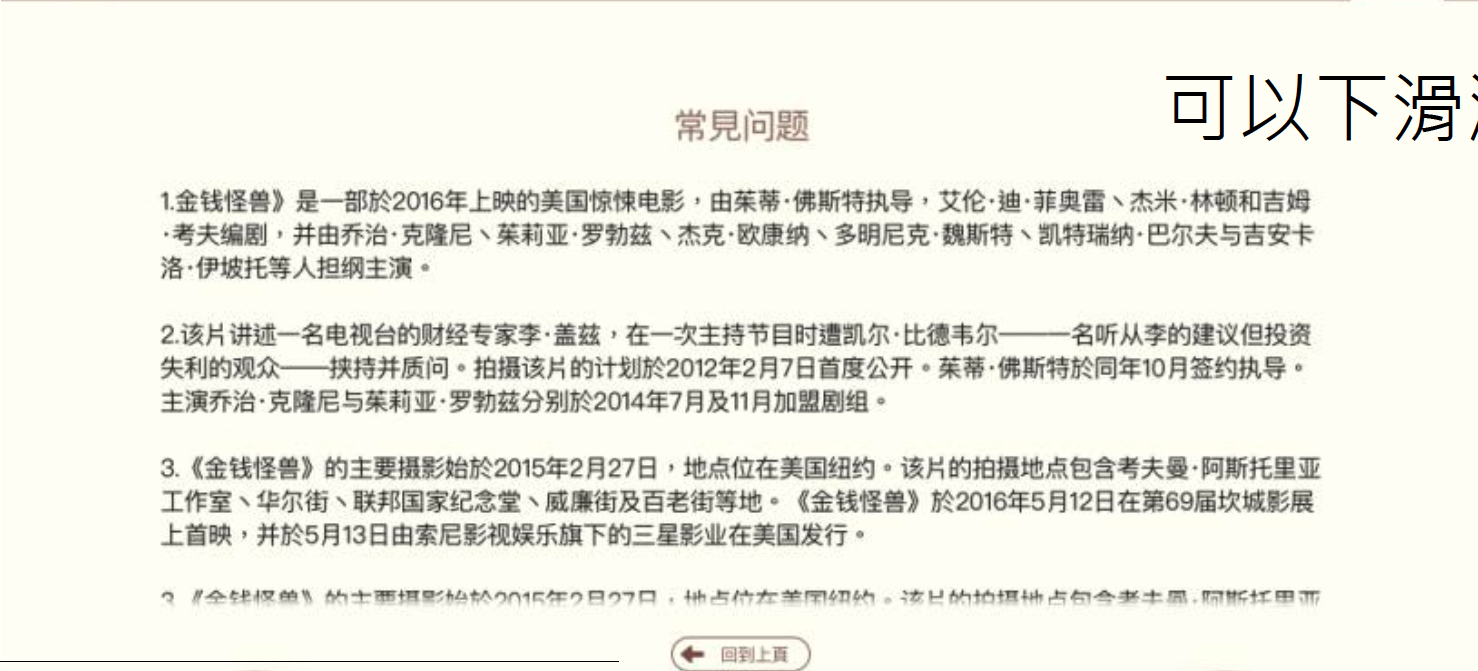 可以下滑
常見问题
1.金钱怪兽》是一部於2016年上映的美国惊悚电影，由茱蒂·佛斯特执导，艾伦·迪·菲奥雷、杰米·林顿和吉姆
·考夫编剧，并由乔治·克隆尼、茱莉亚·罗勃兹、杰克·欧康纳、多明尼克·魏斯特、凯特瑞纳·巴尔夫与吉安卡
洛·伊坡托等人担纲主演。
2.该片讲述一名电视台的财经专家李·盖兹，在一次主持节目时遭凯尔·比德韦尔———一名听从李的建议但投资
失利的观众——挟持并质问。拍摄该片的计划於2012年2月7日首度公开。茱蒂·佛斯特於同年10月签约执导。
主演乔治·克隆尼与茱莉亚·罗勃兹分别於2014年7月及11月加盟剧组。
3.《金钱怪兽》的主要摄影始於2015年2月27日，地点位在美国纽约。该片的拍摄地点包含考夫曼·阿斯托里亚
工作室、华尔街、联邦国家纪念堂、威廉街及百老街等地。《金钱怪兽》於2016年5月12日在第69届坎城影展
上首映，并於5月13日由索尼影视娱乐旗下的三星影业在美国发行。
3.《金钱怪兽》的主要摄影始於2015年2月27日，地点位在美国纽约。该片的拍摄地点包含考夫曼·阿斯托里亚
回到上頁